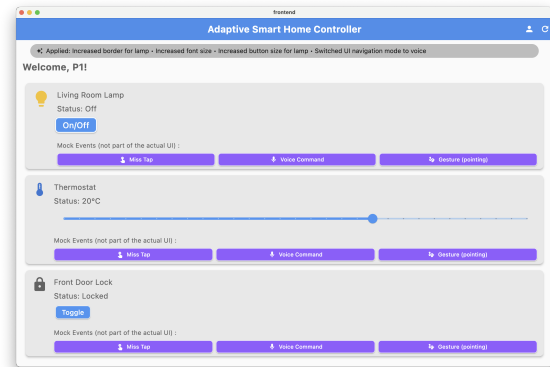 frontend
Adaptive Smart Home Controller
Applied: Increased border for lamp • Increased font size • Increased button size for lamp • Switched UI navigation mode to voice
Welcome, P1!
Living Room Lamp
Status: Off
On/Off
Mock Events (not part of the actual UI) :
Miss Tap Voice Command Gesture (pointing)
Thermostat
Status: 20°C
Mock Events (not part of the actual UI) :
Miss Tap Voice Command Gesture (pointing)
Front Door Lock
Status: Locked
Toggle
Mock Events (not part of the actual UI) :
Miss Tap Voice Command Gesture (pointing)